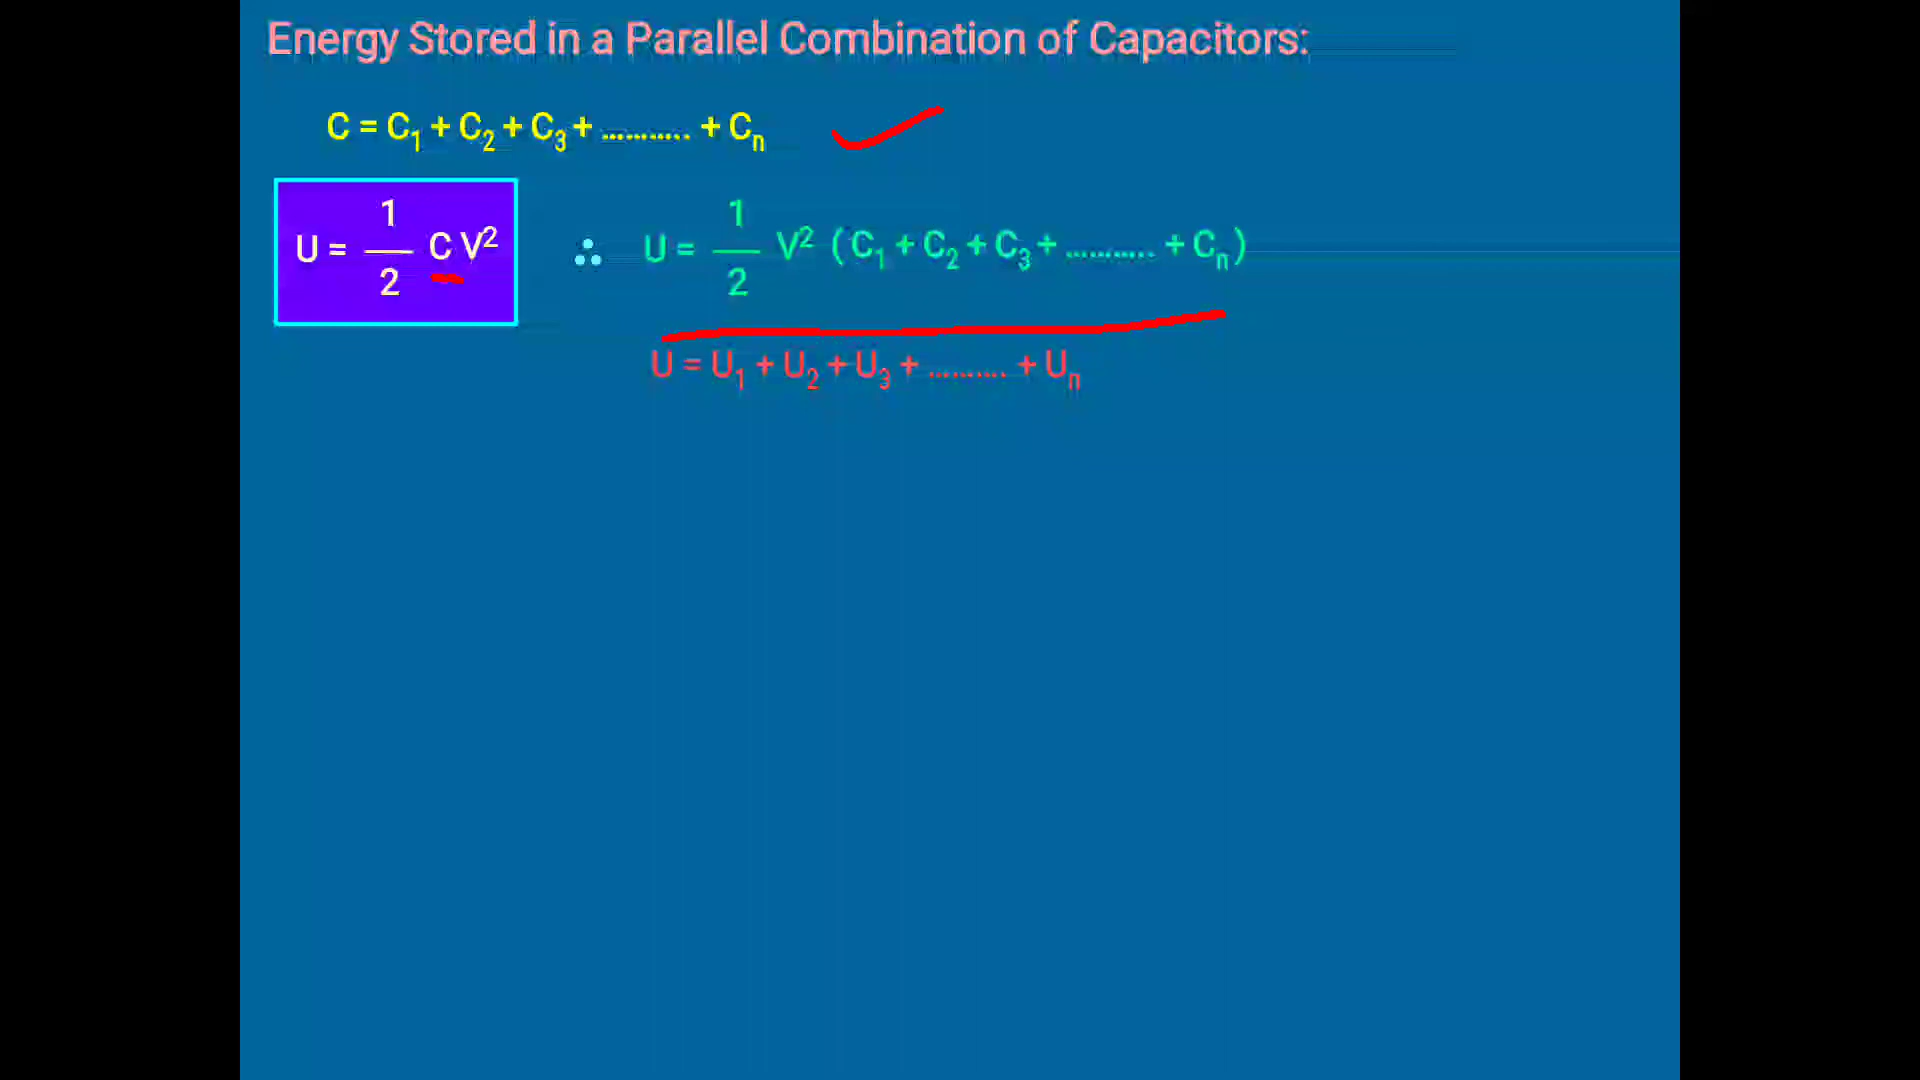 Energy Stored in a Parallel Combination of Capacitors:
C = C₁ + C₂ + C₃ + ……….. + Cₙ
U = 1/2 C V² ∴ U = 1/2 V² ( C₁ + C₂ + C₃ + ……….. + Cₙ )
U = U₁ + U₂ + U₃ + ………. + Uₙ